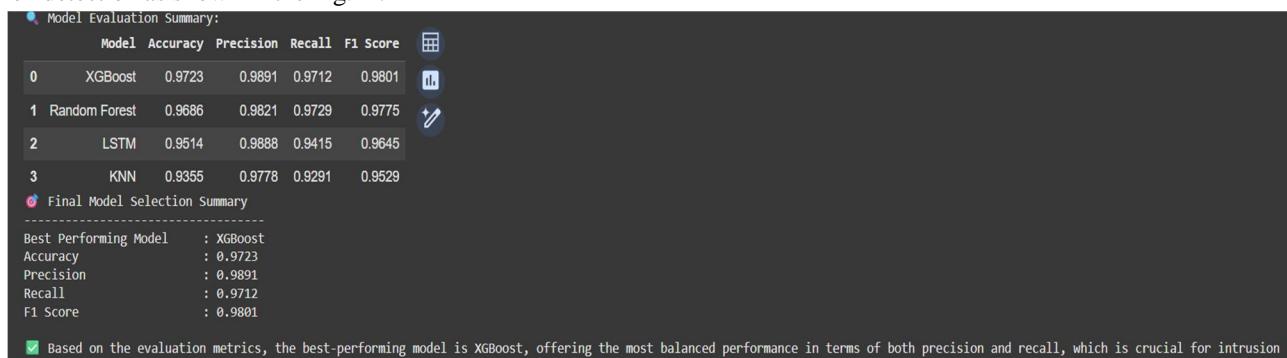 Model Evaluation Summary:
Model Accuracy Precision Recall F1 Score
0 XGBoost 0.9723 0.9891 0.9712 0.9801
1 Random Forest 0.9686 0.9821 0.9729 0.9775
2 LSTM 0.9514 0.9888 0.9415 0.9645
3 KNN 0.9355 0.9778 0.9291 0.9529
Final Model Selection Summary
-----------------------------------
Best Performing Model : XGBoost
Accuracy : 0.9723
Precision : 0.9891
Recall : 0.9712
F1 Score : 0.9801
Based on the evaluation metrics, the best-performing model is XGBoost, offering the most balanced performance in terms of both precision and recall, which is crucial for intrusion